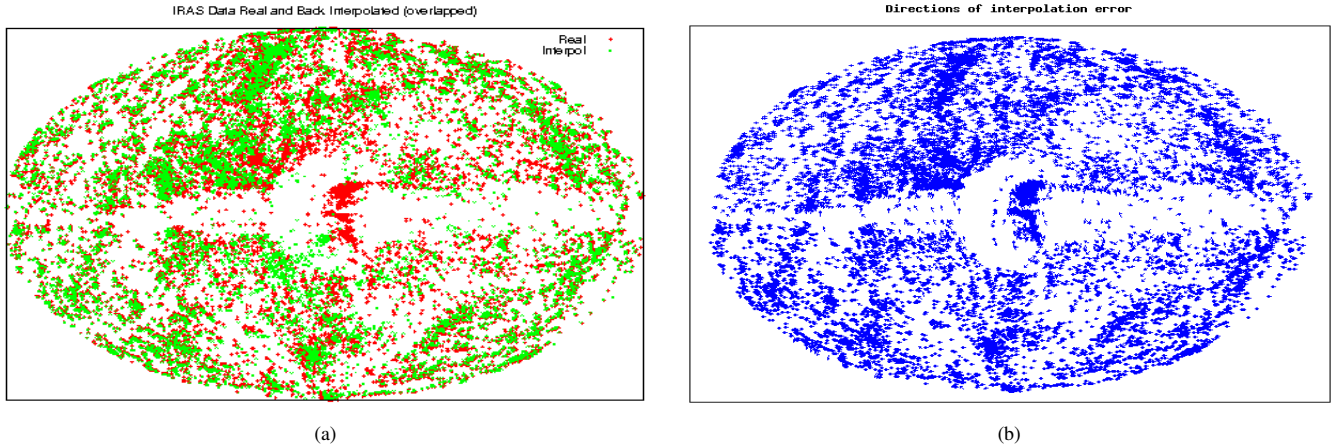 IRAS Data Real and Back Interpolated (overlapped)
Real
Interpol
(a)
Directions of interpolation error
(b)